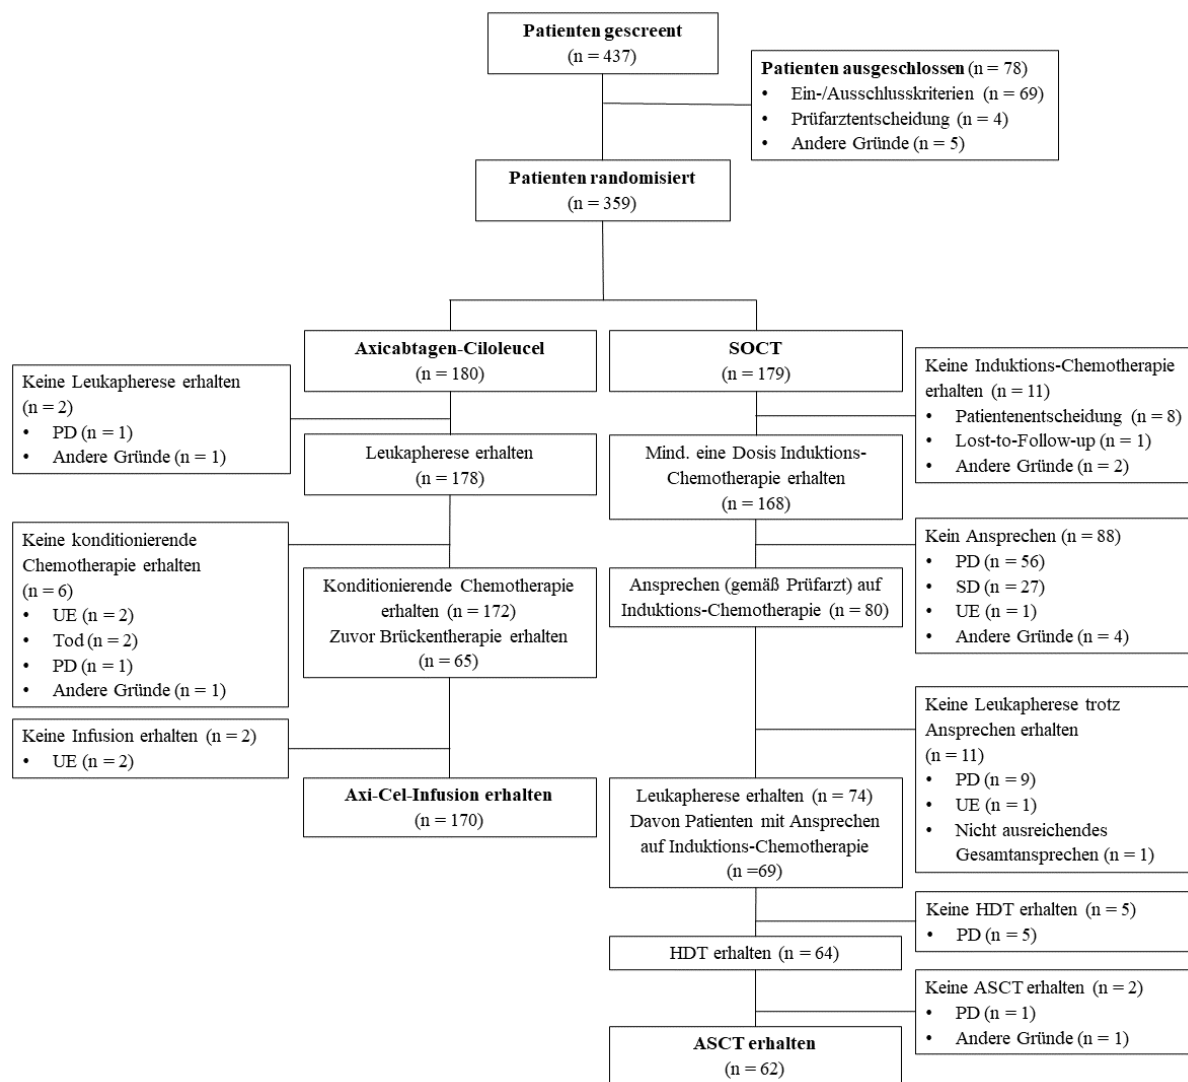 Patienten gescreent
(n = 437)
Patienten ausgeschlossen (n = 78)
• Ein-/Ausschlusskriterien (n = 69)
• Prüfarztentscheidung (n = 4)
• Andere Gründe (n = 5)
Patienten randomisiert
(n = 359)
Axicabtagen-Ciloleucel
(n = 180)
SOCT
(n = 179)
Keine Leukapherese erhalten
(n = 2)
• PD (n = 1)
• Andere Gründe (n = 1)
Keine Induktions-Chemotherapie
erhalten (n = 11)
• Patientenentscheidung (n = 8)
• Lost-to-Follow-up (n = 1)
• Andere Gründe (n = 2)
Leukapherese erhalten
(n = 178)
Mind. eine Dosis Induktions-
Chemotherapie erhalten
(n = 168)
Keine konditionierende
Chemotherapie erhalten
(n = 6)
• UE (n = 2)
• Tod (n = 2)
• PD (n = 1)
• Andere Gründe (n = 1)
Kein Ansprechen (n = 88)
• PD (n = 56)
• SD (n = 27)
• UE (n = 1)
• Andere Gründe (n = 4)
Konditionierende Chemotherapie
erhalten (n = 172)
Zuvor Brückentherapie erhalten
(n = 65)
Ansprechen (gemäß Prüfarzt) auf
Induktions-Chemotherapie (n = 80)
Keine Infusion erhalten (n = 2)
• UE (n = 2)
Keine Leukapherese trotz
Ansprechen erhalten
(n = 11)
• PD (n = 9)
• UE (n = 1)
• Nicht ausreichendes
Gesamtansprechen (n = 1)
Axi-Cel-Infusion erhalten
(n = 170)
Leukapherese erhalten (n = 74)
Davon Patienten mit Ansprechen
auf Induktions-Chemotherapie
(n =69)
Keine HDT erhalten (n = 5)
• PD (n = 5)
HDT erhalten (n = 64)
Keine ASCT erhalten (n = 2)
• PD (n = 1)
• Andere Gründe (n = 1)
ASCT erhalten
(n = 62)